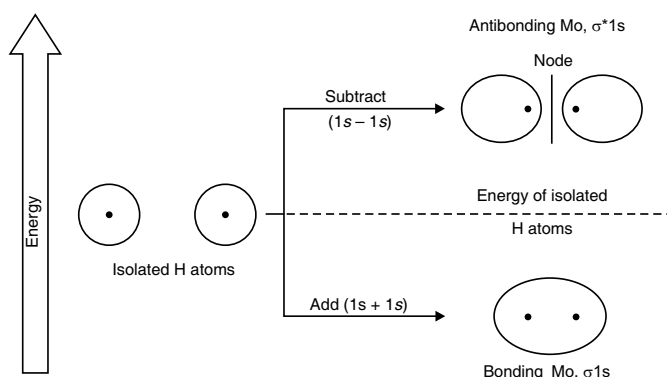 Antibonding Mo, σ*1s
Node
Subtract
(1s – 1s)
Energy
Energy of isolated
H atoms
Isolated H atoms
Add (1s + 1s)
Bonding Mo, σ1s